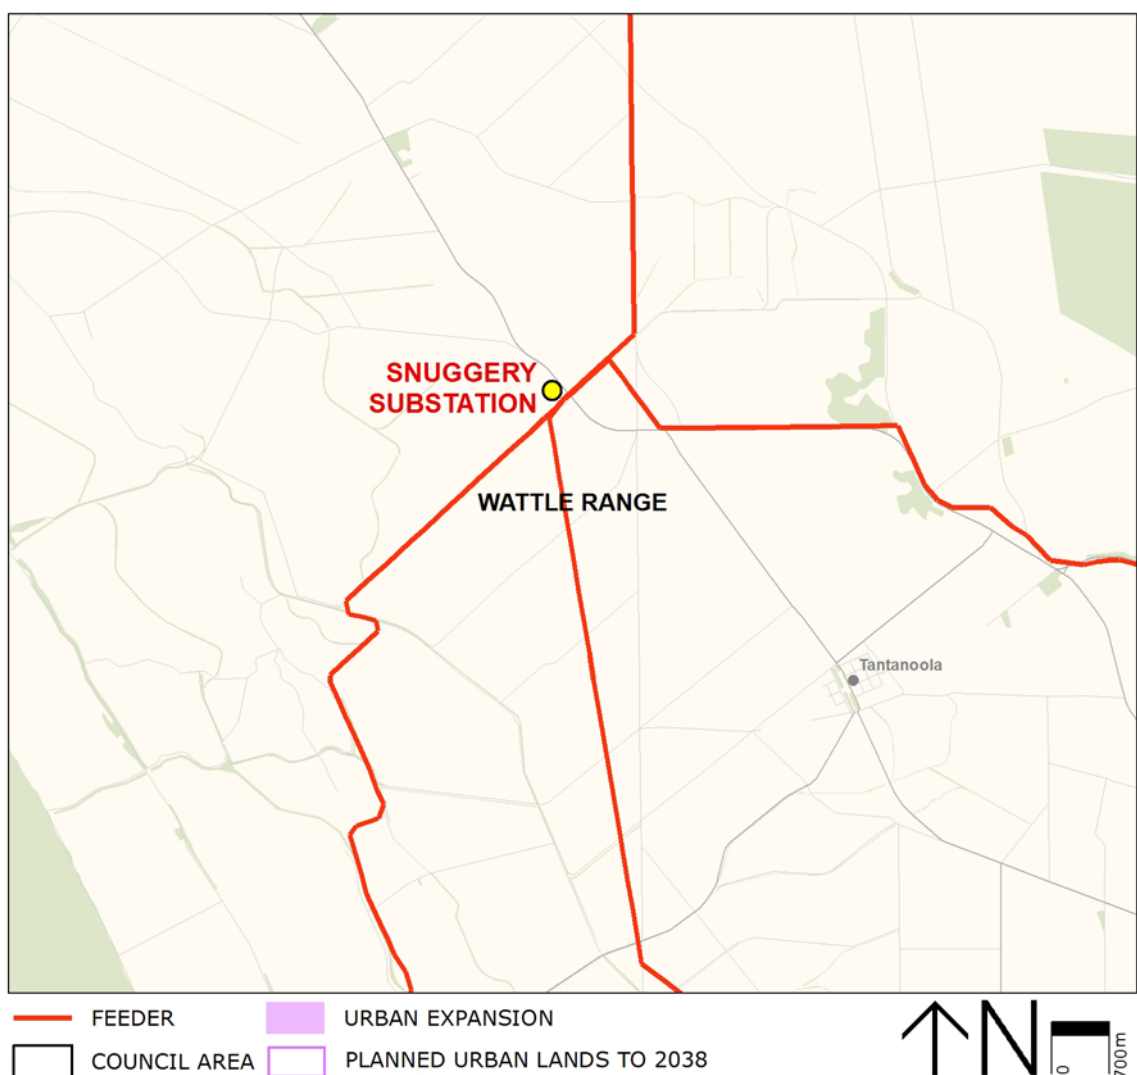 SNUGGERY
SUBSTATION
WATTLE RANGE
Tantanoola
FEEDER
URBAN EXPANSION
COUNCIL AREA
PLANNED URBAN LANDS TO 2038
N
0
700m